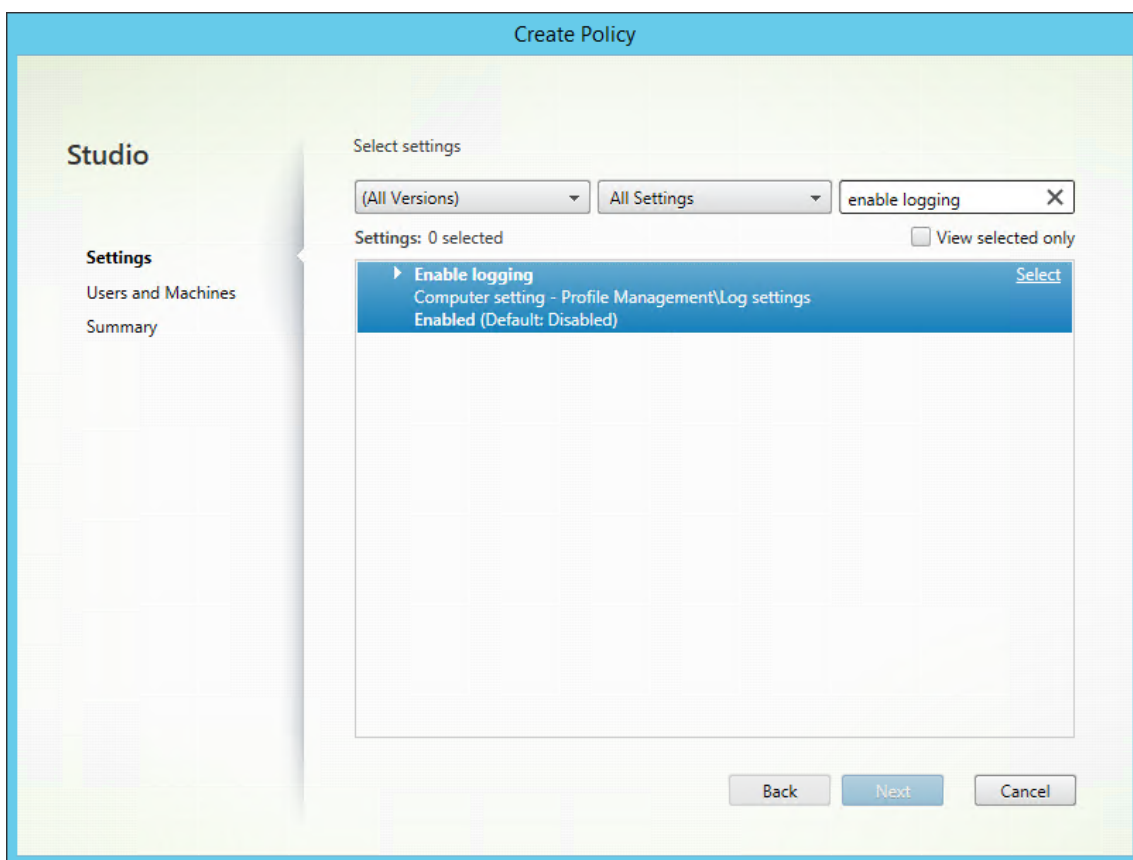 Create Policy
Studio
Settings
Users and Machines
Summary
Select settings
(All Versions) All Settings enable logging
Settings: 0 selected View selected only
Enable logging Select
Computer setting - Profile Management\Log settings
Enabled (Default: Disabled)
Back Next Cancel